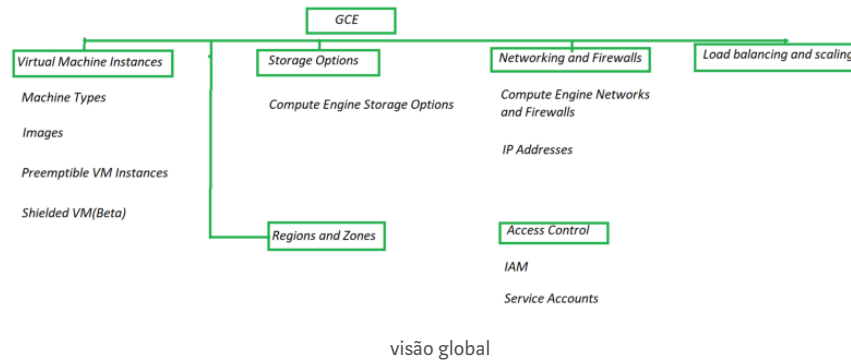 GCE
Virtual Machine Instances
Machine Types
Images
Preemptible VM Instances
Shielded VM(Beta)
Storage Options
Compute Engine Storage Options
Regions and Zones
Networking and Firewalls
Compute Engine Networks
and Firewalls
IP Addresses
Access Control
IAM
Service Accounts
Load balancing and scaling
visão global